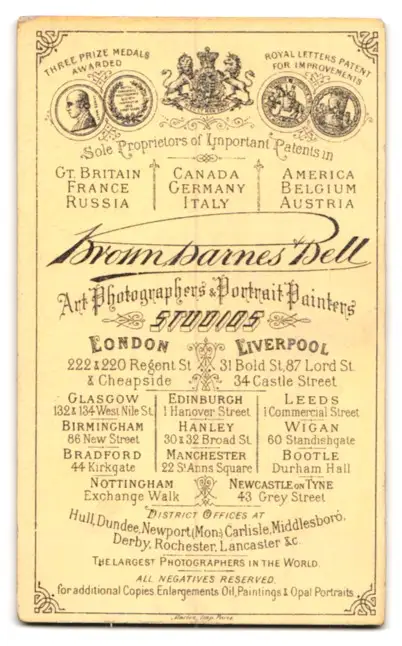 THREE PRIZE MEDALS
AWARDED
ROYAL LETTERS PATENT
FOR IMPROVEMENTS
Sole Proprietors of Important Patents in
GT. BRITAIN
FRANCE
RUSSIA
CANADA
GERMANY
ITALY
AMERICA
BELGIUM
AUSTRIA
Brown Barnes & Bell
Art Photographers & Portrait Painters
STUDIOS
LONDON
222 & 220 Regent St
& Cheapside
LIVERPOOL
31 Bold St, 87 Lord St.
34 Castle Street
GLASGOW
132 & 134 West Nile St.
EDINBURGH
1 Hanover Street
LEEDS
1 Commercial Street
BIRMINGHAM
86 New Street
HANLEY
30 & 32 Broad St.
WIGAN
60 Standishgate
BRADFORD
44 Kirkgate
MANCHESTER
22 St Anns Square
BOOTLE
Durham Hall
NOTTINGHAM
Exchange Walk
NEWCASTLE ON TYNE
43 Grey Street
DISTRICT OFFICES AT
Hull, Dundee, Newport (Mon) Carlisle, Middlesboro,
Derby, Rochester, Lancaster &c.
THE LARGEST PHOTOGRAPHERS IN THE WORLD.
ALL NEGATIVES RESERVED.
for additional Copies Enlargements Oil, Paintings & Opal Portraits